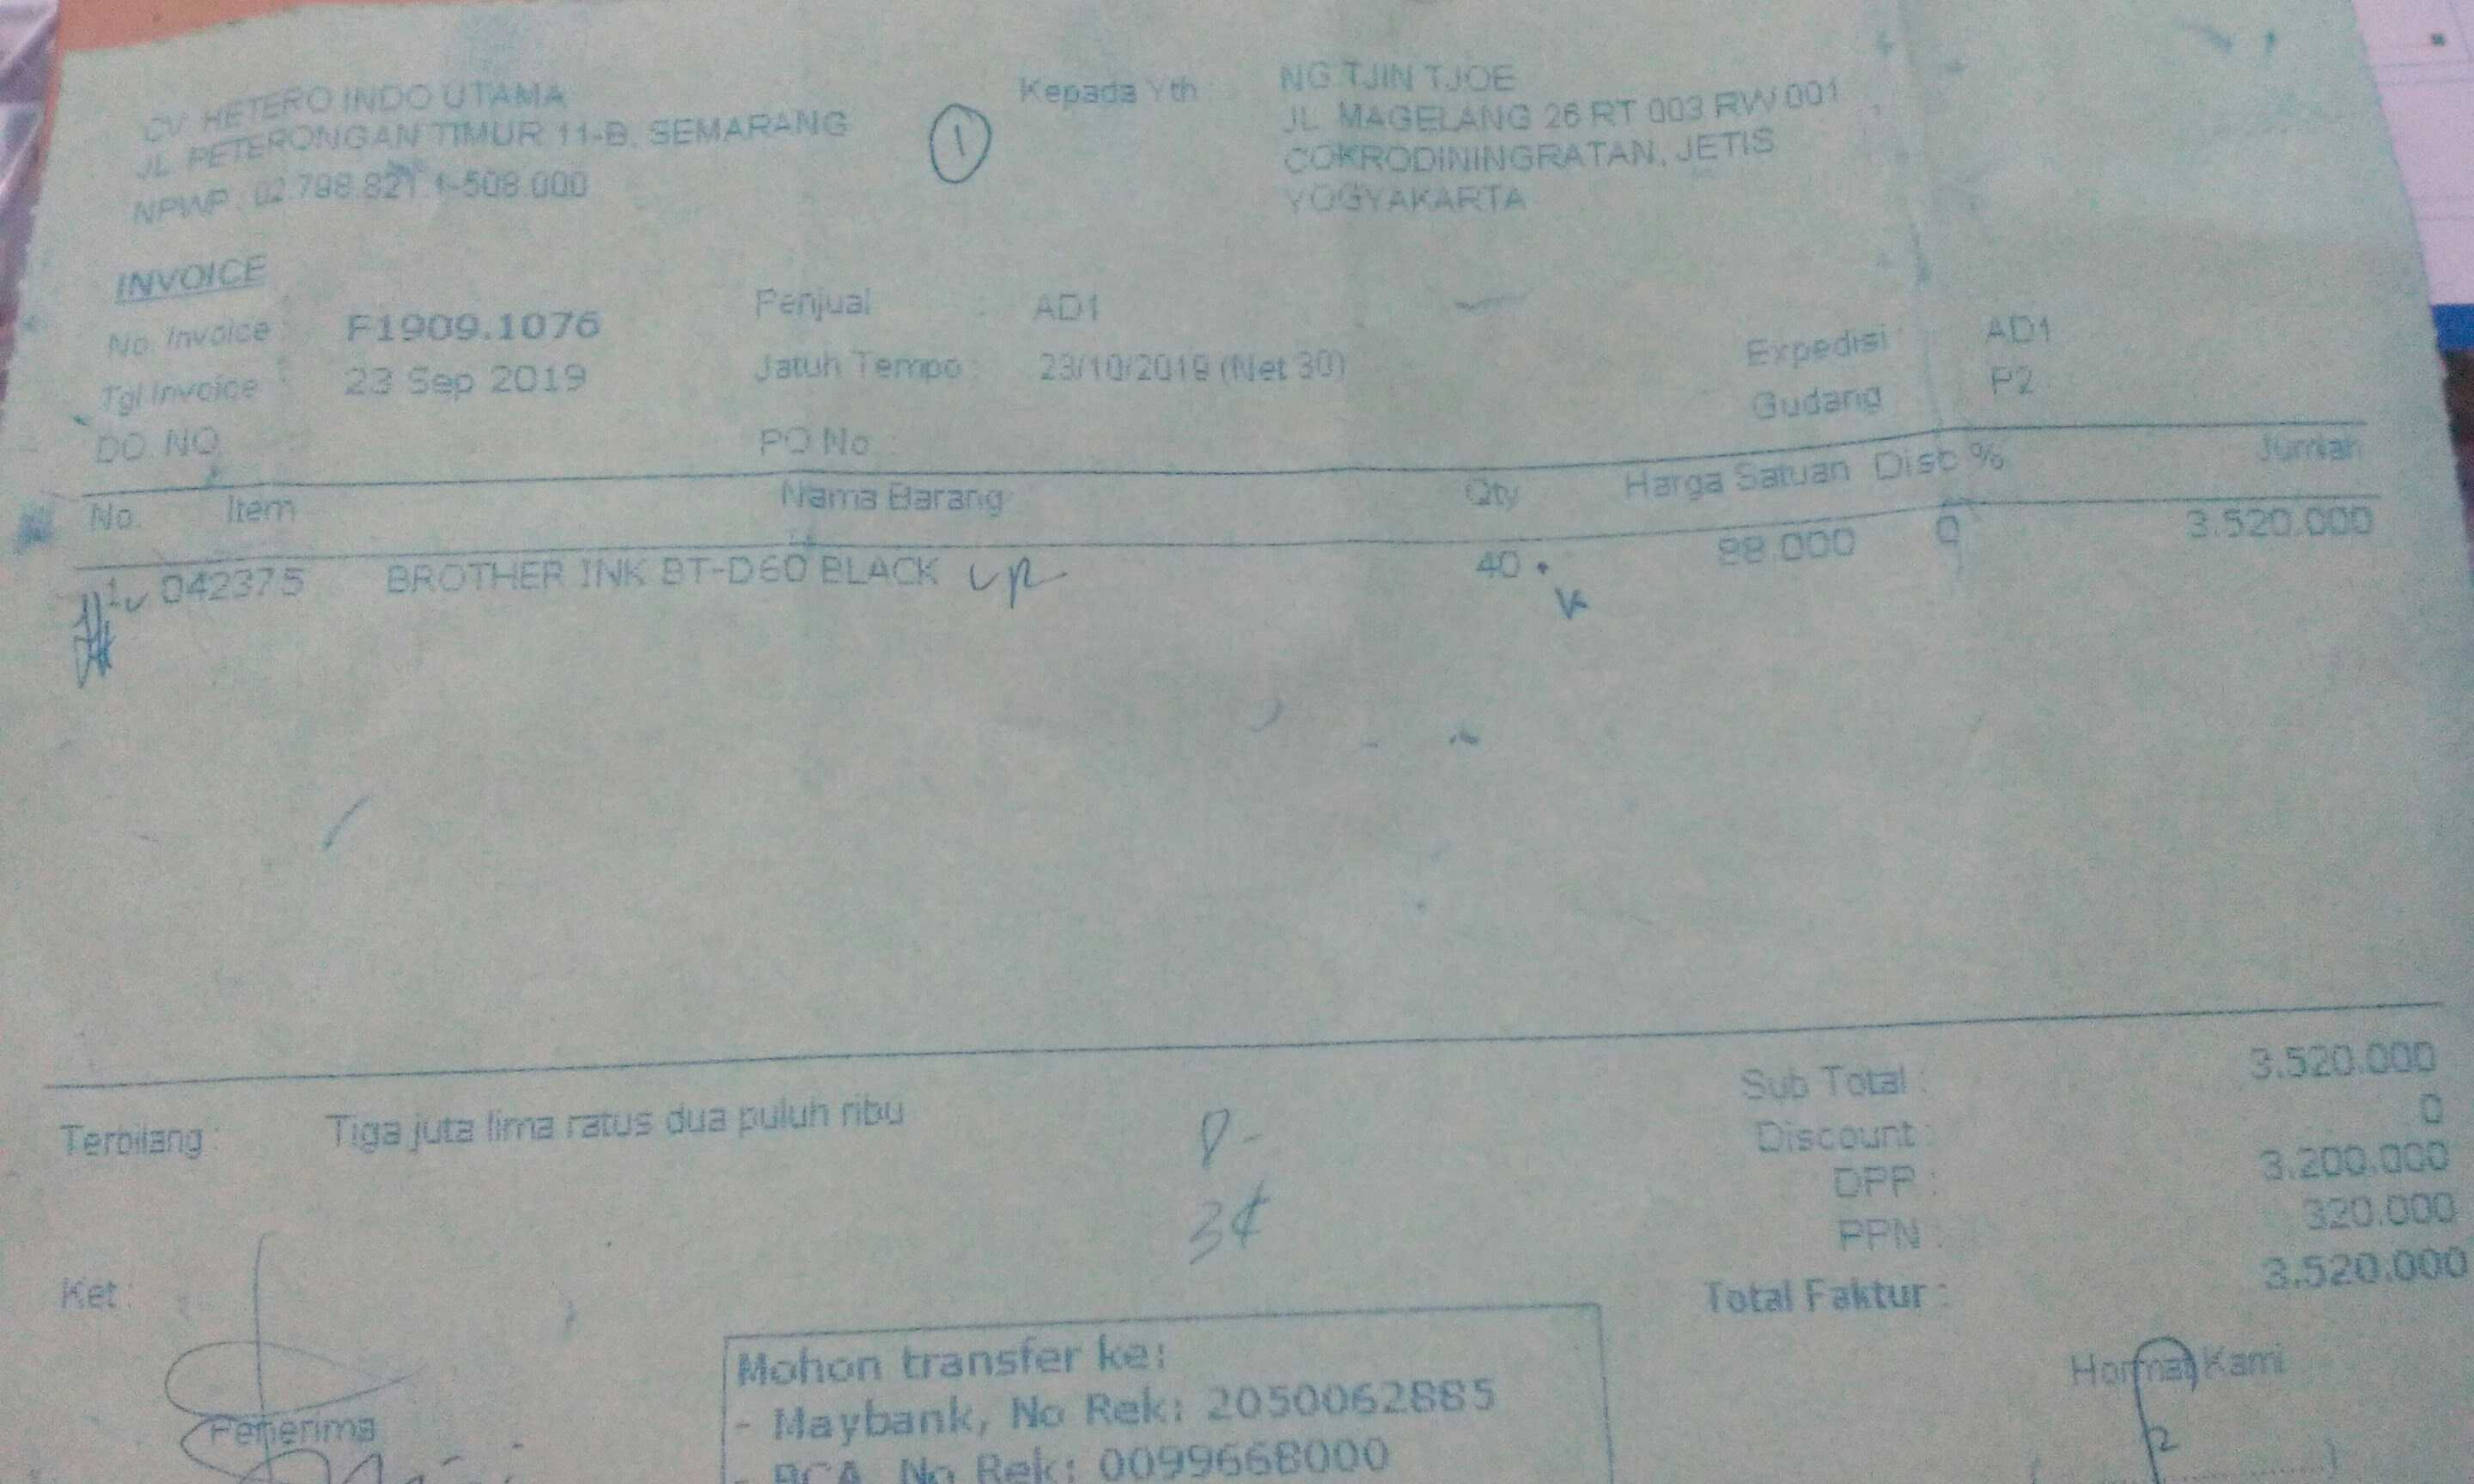 CV. HETERO INDO UTAMA
JL. PETERONGAN TIMUR 11-B, SEMARANG
NPWP : 02.798.821.1-508.000
1
Kepada Yth :
NG TJIN TJOE
JL. MAGELANG 26 RT 003 RW 001
COKRODININGRATAN, JETIS
YOGYAKARTA
INVOICE
No. Invoice : F1909.1076
Tgl.Invoice : 23 Sep 2019
DO. NO.
Penjual : AD1
Jatuh Tempo : 23/10/2019 (Net 30)
PO No :
Expedisi : AD1
Gudang P2
No. Item Nama Barang Qty Harga Satuan Disc % Jumlah
1 042375 BROTHER INK BT-D60 BLACK 40 88.000 0 3.520.000
Terbilang : Tiga juta lima ratus dua puluh ribu
Sub Total : 3.520.000
Discount : 0
DPP : 3.200.000
PPN : 320.000
Total Faktur : 3.520.000
Ket :
Penerima
Mohon transfer ke:
- Maybank, No Rek: 2050062885
- BCA, No Rek: 0099668000
Hormat Kami